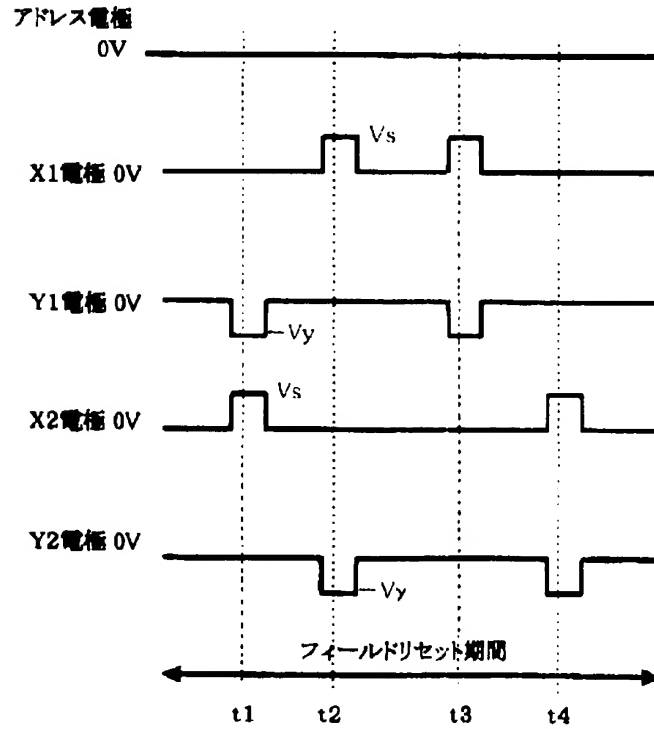 アドレス電極
0V
Vs
X1電極 0V
Y1電極 0V
-Vy
Vs
X2電極 0V
Y2電極 0V
-Vy
フィールドリセット期間
t1 t2 t3 t4